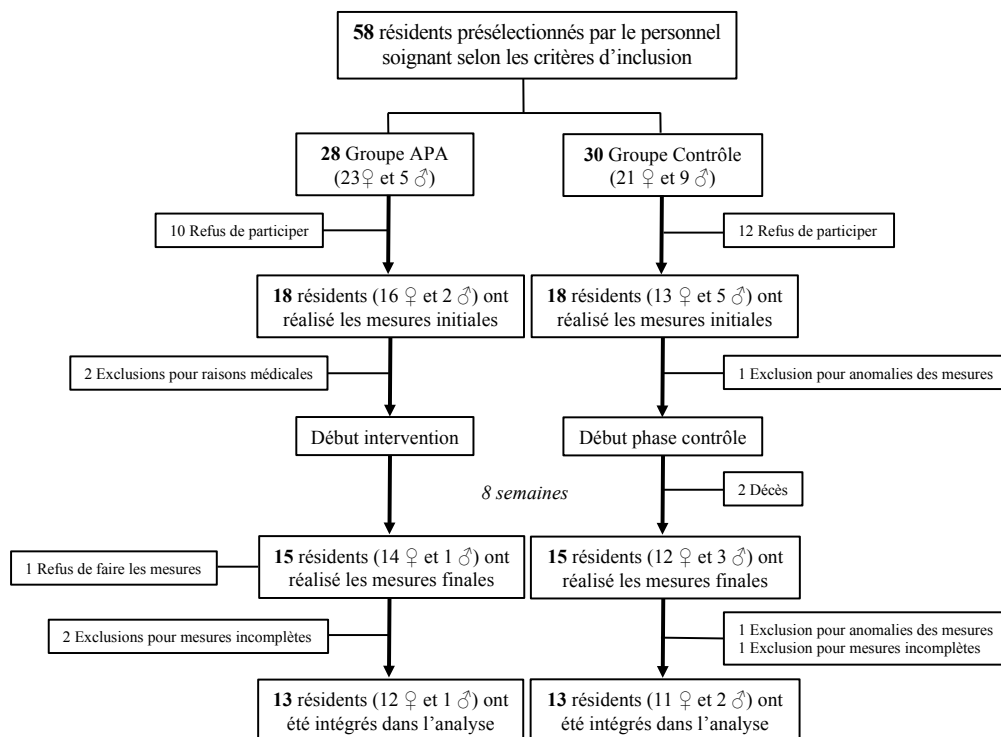 58 résidents présélectionnés par le personnel
soignant selon les critères d'inclusion
28 Groupe APA
(23♀ et 5 ♂)
30 Groupe Contrôle
(21 ♀ et 9 ♂)
10 Refus de participer
12 Refus de participer
18 résidents (16 ♀ et 2 ♂) ont
réalisé les mesures initiales
18 résidents (13 ♀ et 5 ♂) ont
réalisé les mesures initiales
2 Exclusions pour raisons médicales
1 Exclusion pour anomalies des mesures
Début intervention
Début phase contrôle
8 semaines
2 Décès
1 Refus de faire les mesures
15 résidents (14 ♀ et 1 ♂) ont
réalisé les mesures finales
15 résidents (12 ♀ et 3 ♂) ont
réalisé les mesures finales
2 Exclusions pour mesures incomplètes
1 Exclusion pour anomalies des mesures
1 Exclusion pour mesures incomplètes
13 résidents (12 ♀ et 1 ♂) ont
été intégrés dans l'analyse
13 résidents (11 ♀ et 2 ♂) ont
été intégrés dans l'analyse